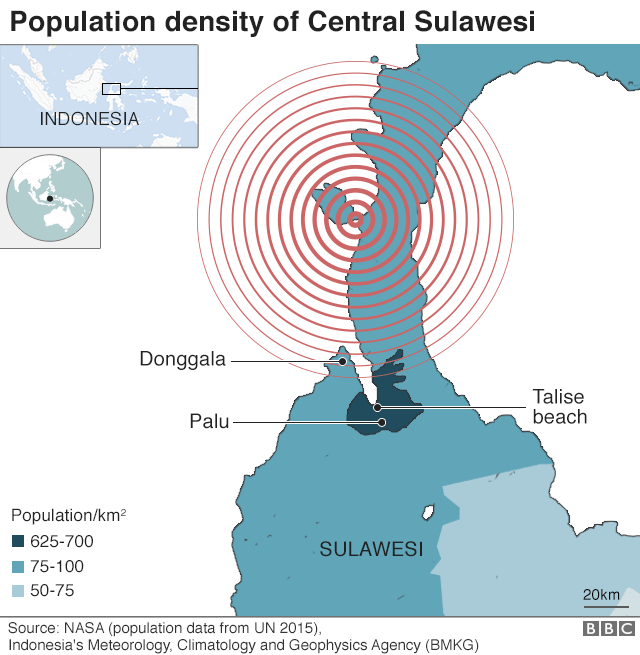 Population density of Central Sulawesi
INDONESIA
Donggala
Talise
beach
Palu
Population/km²
625-700
75-100
50-75
SULAWESI
20km
Source: NASA (population data from UN 2015),
Indonesia's Meteorology, Climatology and Geophysics Agency (BMKG)
BBC